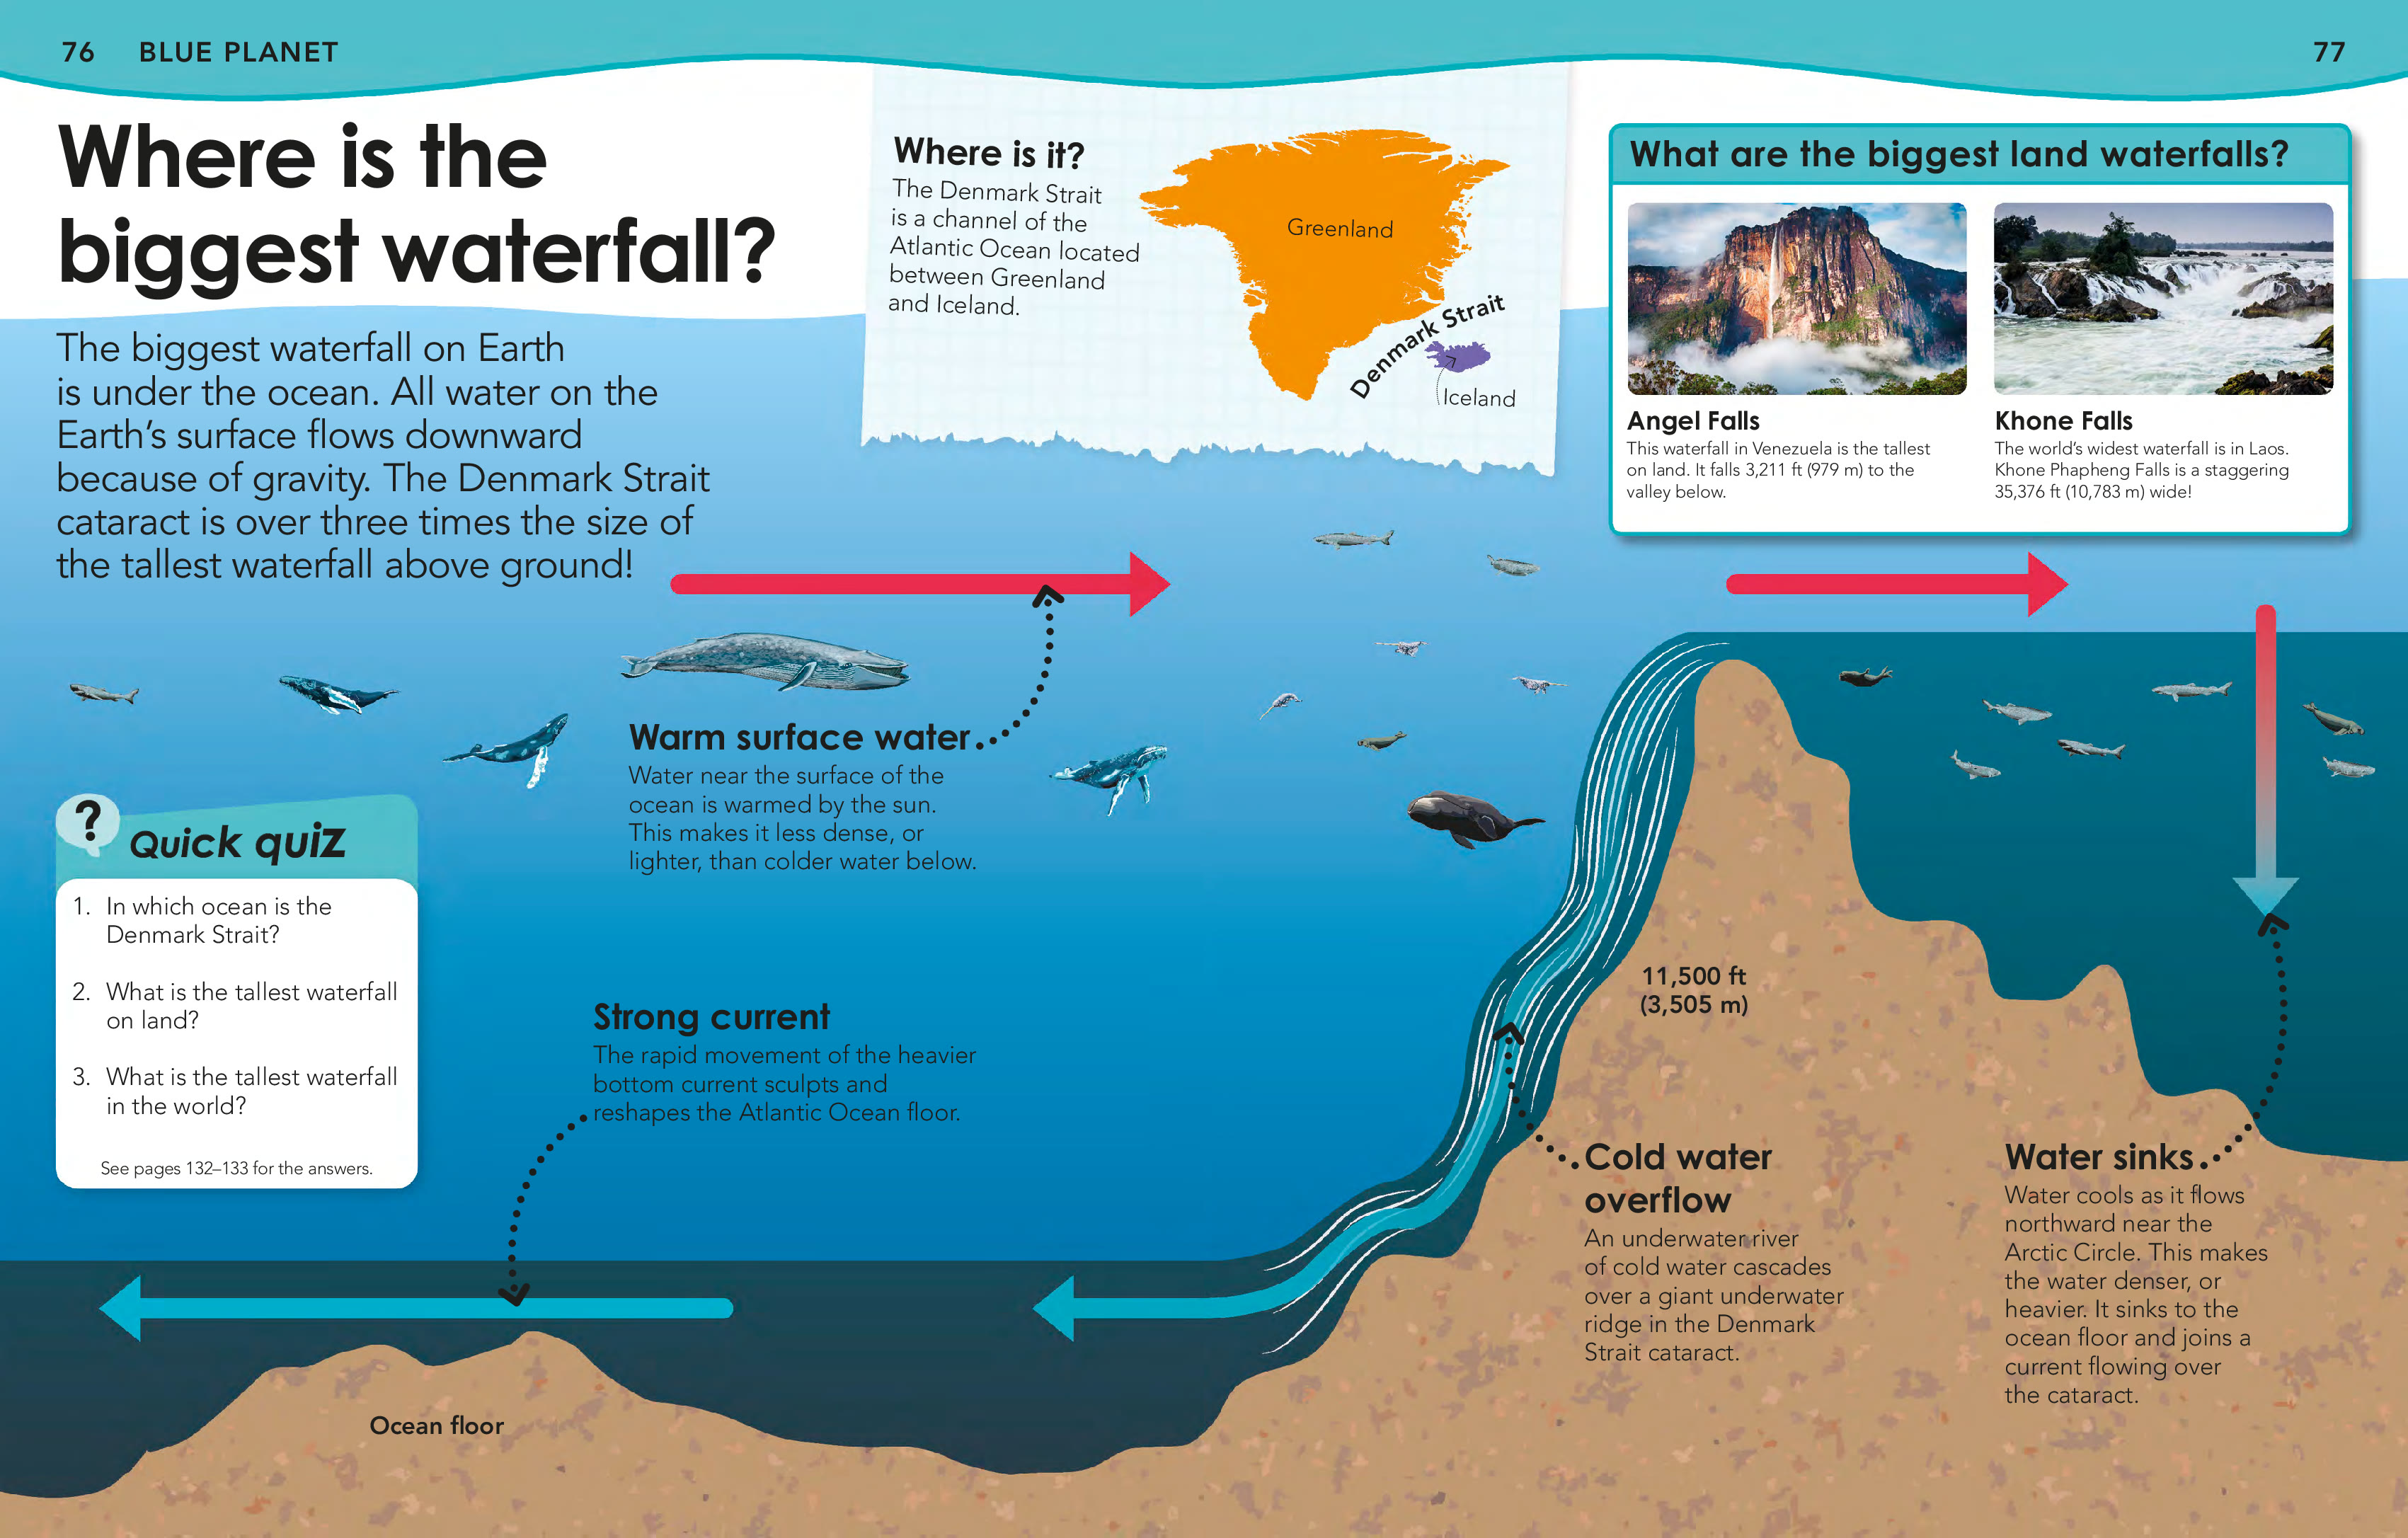 76 BLUE PLANET
77
Where is the
biggest waterfall?
The biggest waterfall on Earth
is under the ocean. All water on the
Earth’s surface flows downward
because of gravity. The Denmark Strait
cataract is over three times the size of
the tallest waterfall above ground!
Where is it?
The Denmark Strait
is a channel of the
Atlantic Ocean located
between Greenland
and Iceland.
Greenland
Denmark Strait
Iceland
What are the biggest land waterfalls?
Angel Falls
This waterfall in Venezuela is the tallest
on land. It falls 3,211 ft (979 m) to the
valley below.
Khone Falls
The world’s widest waterfall is in Laos.
Khone Phapheng Falls is a staggering
35,376 ft (10,783 m) wide!
Warm surface water
Water near the surface of the
ocean is warmed by the sun.
This makes it less dense, or
lighter, than colder water below.
? Quick quiz
1. In which ocean is the
Denmark Strait?
2. What is the tallest waterfall
on land?
3. What is the tallest waterfall
in the world?
See pages 132–133 for the answers.
Strong current
The rapid movement of the heavier
bottom current sculpts and
reshapes the Atlantic Ocean floor.
11,500 ft
(3,505 m)
Cold water
overflow
An underwater river
of cold water cascades
over a giant underwater
ridge in the Denmark
Strait cataract.
Water sinks
Water cools as it flows
northward near the
Arctic Circle. This makes
the water denser, or
heavier. It sinks to the
ocean floor and joins a
current flowing over
the cataract.
Ocean floor